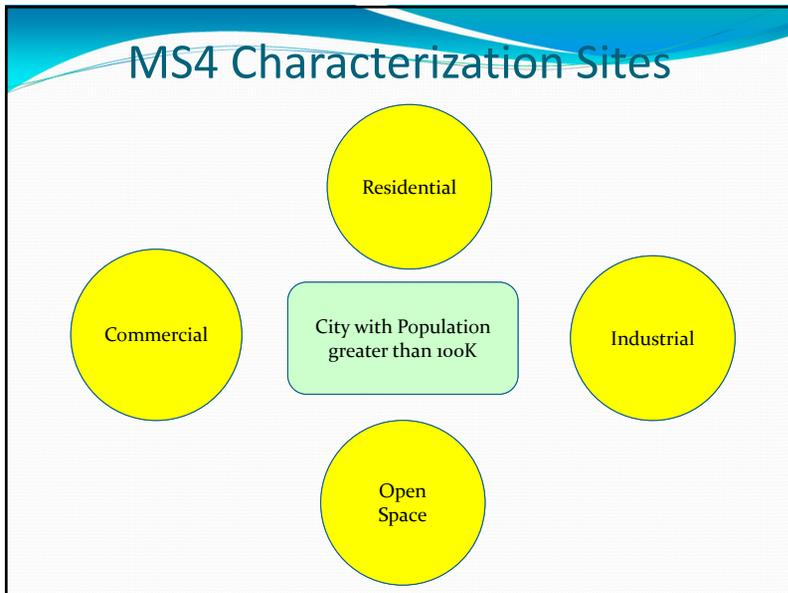 MS4 Characterization Sites
Residential
Commercial
City with Population
greater than 100K
Industrial
Open
Space